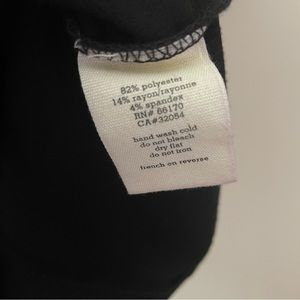 82% polyester
14% rayon/rayonne
4% spandex
RN# 66170
CA#32054
hand wash cold
do not bleach
dry flat
do not iron
french on reverse